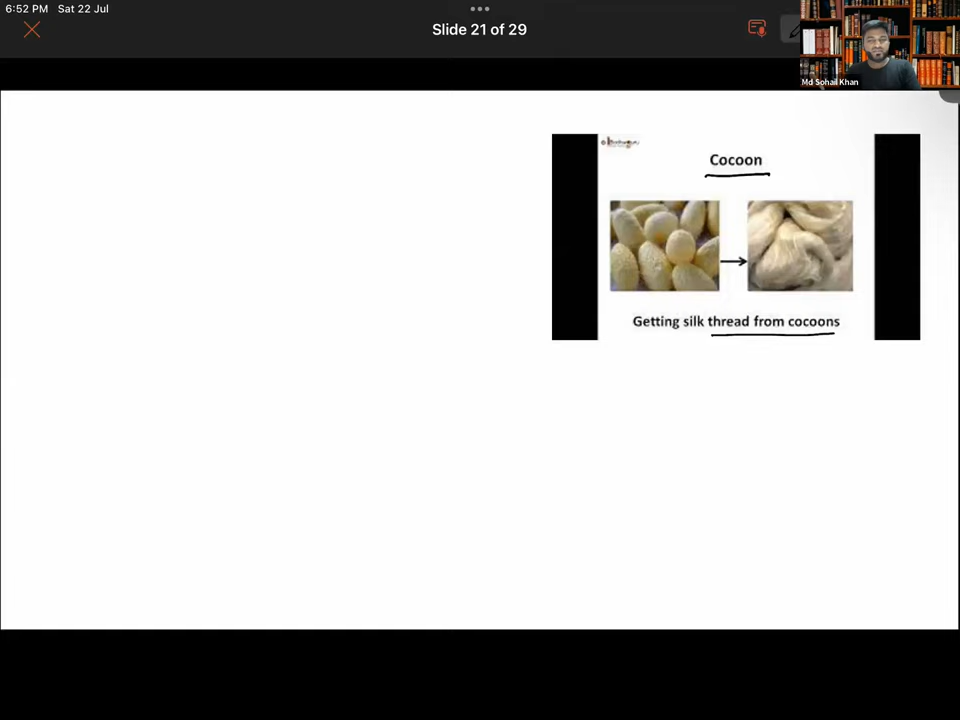 6:52 PM Sat 22 Jul
Slide 21 of 29
Md Sohail Khan
Cocoon
Getting silk thread from cocoons